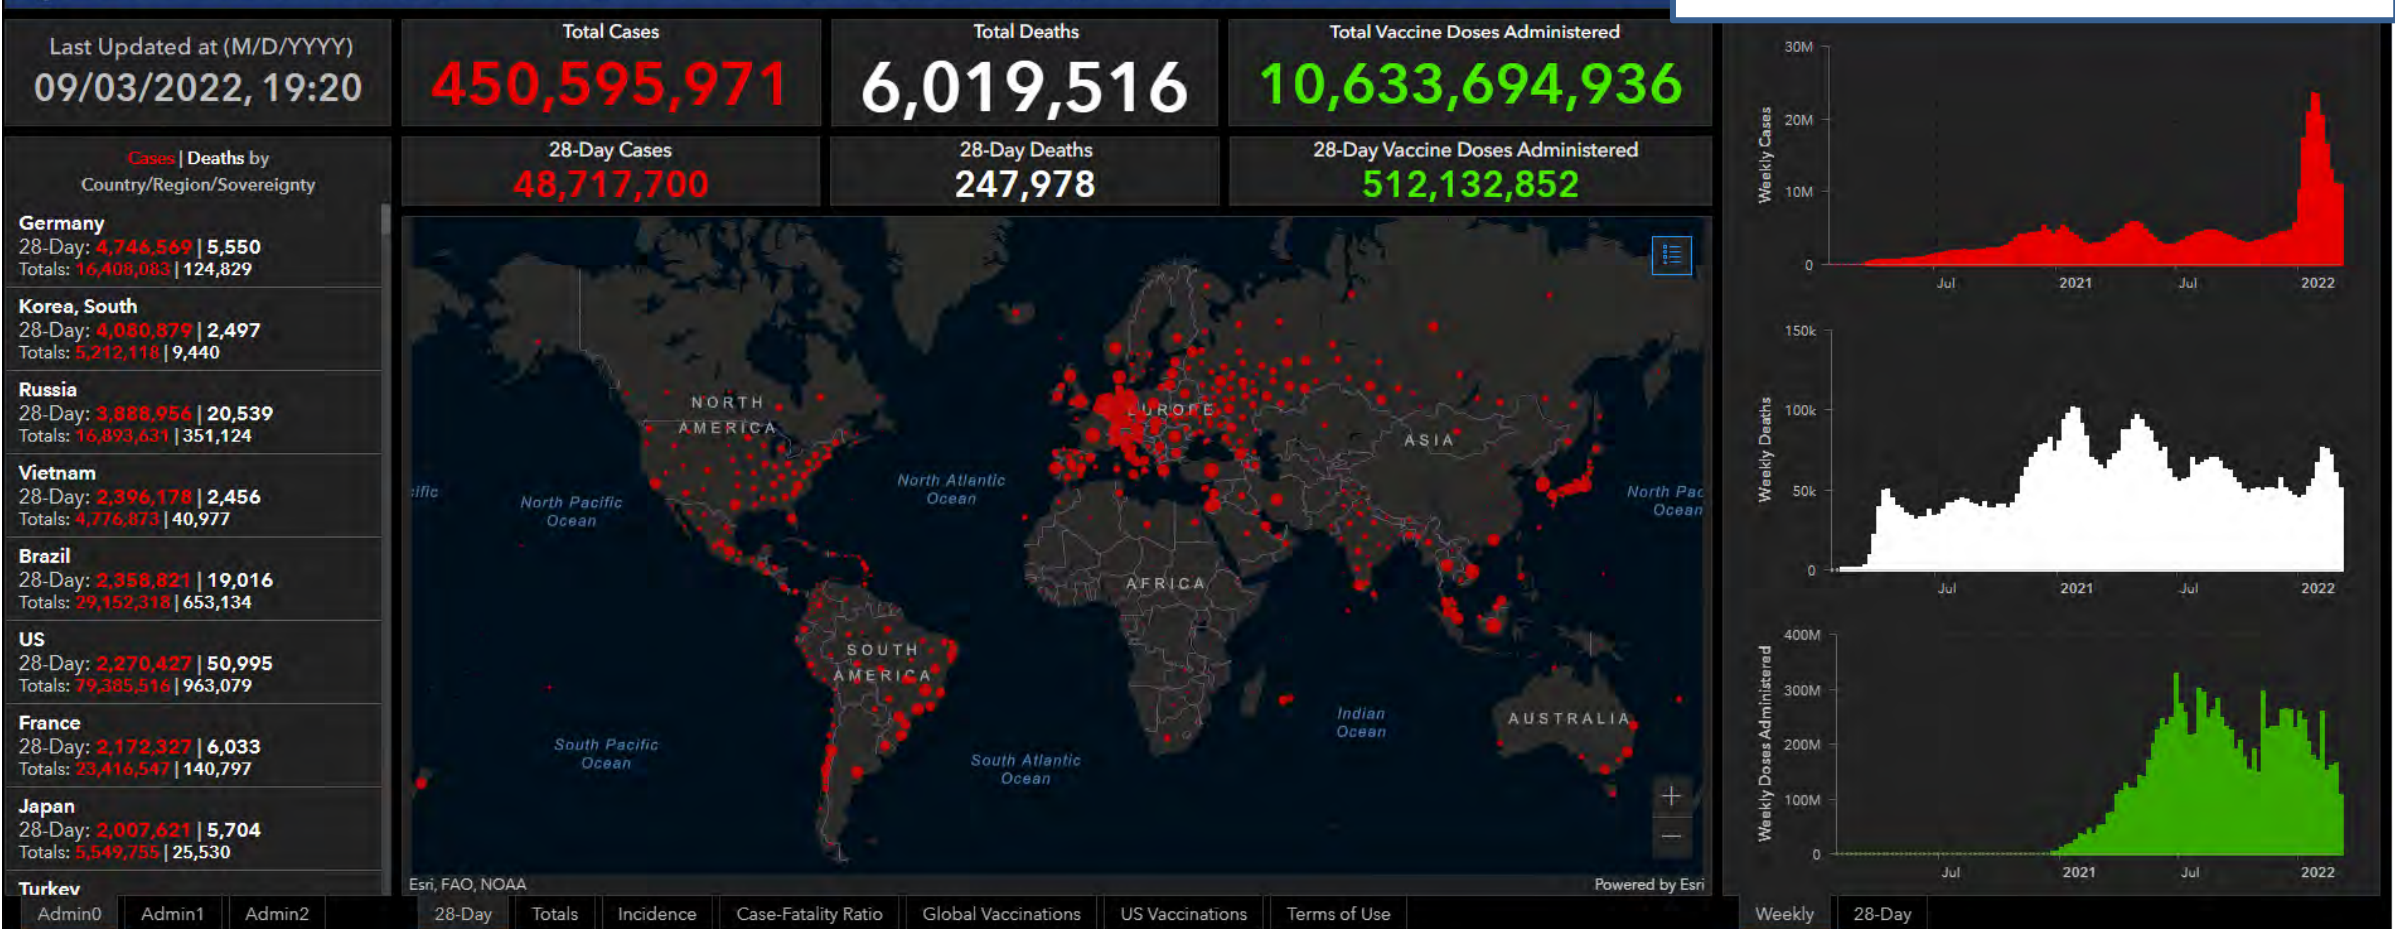 Last Updated at (M/D/YYYY)
09/03/2022, 19:20
Total Cases
450,595,971
Total Deaths
6,019,516
Total Vaccine Doses Administered
10,633,694,936
28-Day Cases
48,717,700
28-Day Deaths
247,978
28-Day Vaccine Doses Administered
512,132,852
Cases | Deaths by
Country/Region/Sovereignty
Germany
28-Day: 4,746,569 | 5,550
Totals: 16,408,083 | 124,829
Korea, South
28-Day: 4,080,879 | 2,497
Totals: 5,212,118 | 9,440
Russia
28-Day: 3,888,956 | 20,539
Totals: 16,893,631 | 351,124
Vietnam
28-Day: 2,396,178 | 2,456
Totals: 4,776,873 | 40,977
Brazil
28-Day: 2,358,821 | 19,016
Totals: 29,152,318 | 653,134
US
28-Day: 2,270,427 | 50,995
Totals: 79,385,516 | 963,079
France
28-Day: 2,172,327 | 6,033
Totals: 23,416,547 | 140,797
Japan
28-Day: 2,007,621 | 5,704
Totals: 5,549,755 | 25,530
Turkey
Admin0 Admin1 Admin2
NORTH
AMERICA
EUROPE
ASIA
cific
North Pacific
Ocean
North Atlantic
Ocean
North Pac
Ocean
AFRICA
SOUTH
AMERICA
AUSTRALIA
Indian
Ocean
South Pacific
Ocean
South Atlantic
Ocean
+
−
Esri, FAO, NOAA
Powered by Esri
28-Day Totals Incidence Case-Fatality Ratio Global Vaccinations US Vaccinations Terms of Use
Weekly Cases
30M
20M
10M
0
Jul 2021 Jul 2022
Weekly Deaths
150k
100k
50k
0
Jul 2021 Jul 2022
Weekly Doses Administered
400M
300M
200M
100M
0
Jul 2021 Jul 2022
Weekly 28-Day